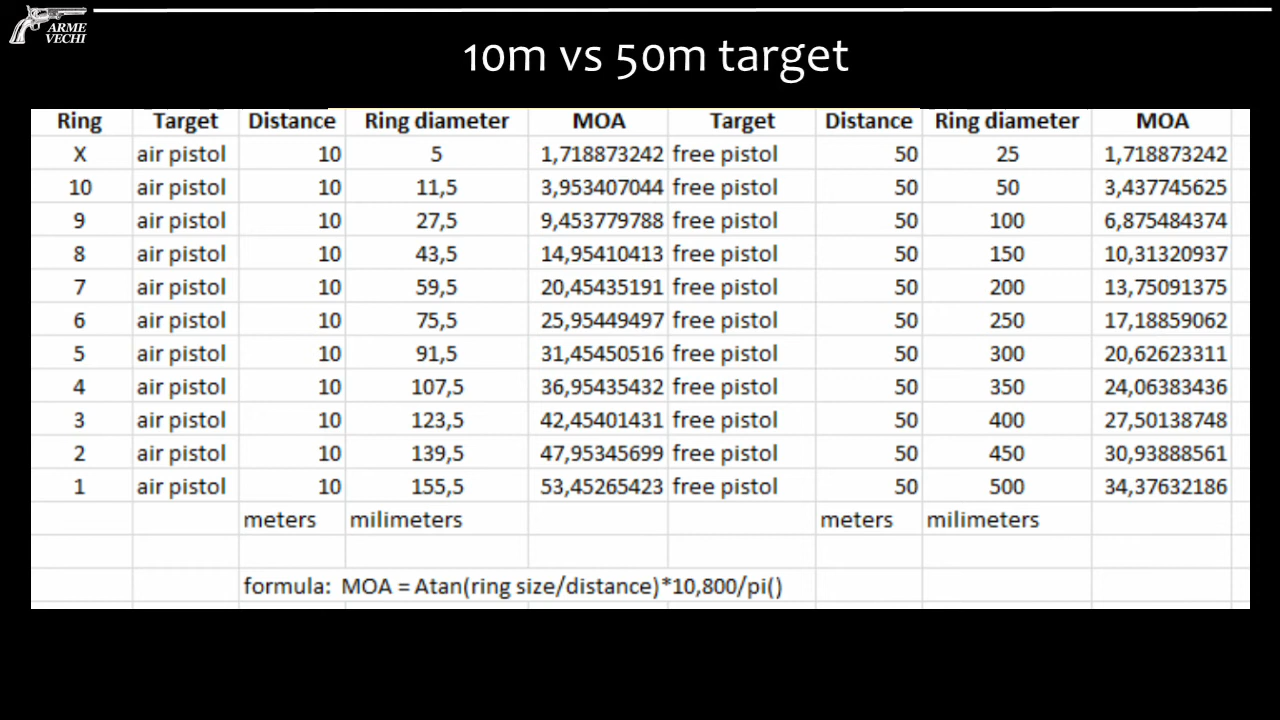 ARME
VECHI
10m vs 50m target
Ring Target Distance Ring diameter MOA Target Distance Ring diameter MOA
X air pistol 10 5 1,718873242 free pistol 50 25 1,718873242
10 air pistol 10 11,5 3,953407044 free pistol 50 50 3,437745625
9 air pistol 10 27,5 9,453779788 free pistol 50 100 6,875484374
8 air pistol 10 43,5 14,95410413 free pistol 50 150 10,31320937
7 air pistol 10 59,5 20,45435191 free pistol 50 200 13,75091375
6 air pistol 10 75,5 25,95449497 free pistol 50 250 17,18859062
5 air pistol 10 91,5 31,45450516 free pistol 50 300 20,62623311
4 air pistol 10 107,5 36,95435432 free pistol 50 350 24,06383436
3 air pistol 10 123,5 42,45401431 free pistol 50 400 27,50138748
2 air pistol 10 139,5 47,95345699 free pistol 50 450 30,93888561
1 air pistol 10 155,5 53,45265423 free pistol 50 500 34,37632186
meters milimeters meters milimeters
formula: MOA = Atan(ring size/distance)*10,800/pi()